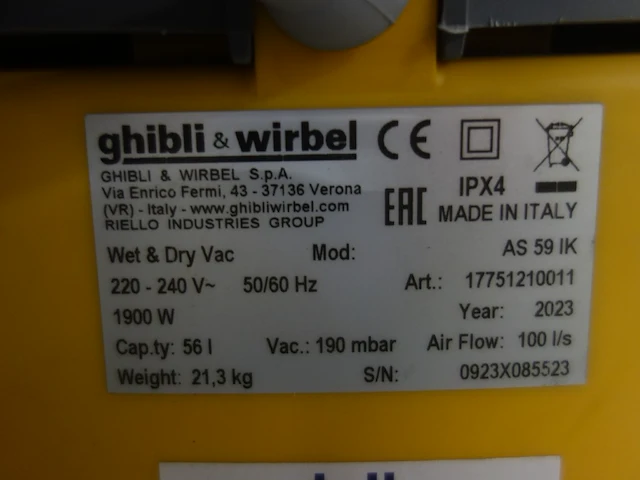 ghibli & wirbel CE
GHIBLI & WIRBEL S.p.A.
Via Enrico Fermi, 43 - 37136 Verona
(VR) - Italy - www.ghibliwirbel.com
RIELLO INDUSTRIES GROUP
EAC
IPX4
MADE IN ITALY
Wet & Dry Vac Mod: AS 59 IK
220 - 240 V~ 50/60 Hz Art.: 17751210011
1900 W Year: 2023
Cap.ty: 56 l Vac.: 190 mbar Air Flow: 100 l/s
Weight: 21,3 kg S/N: 0923X085523